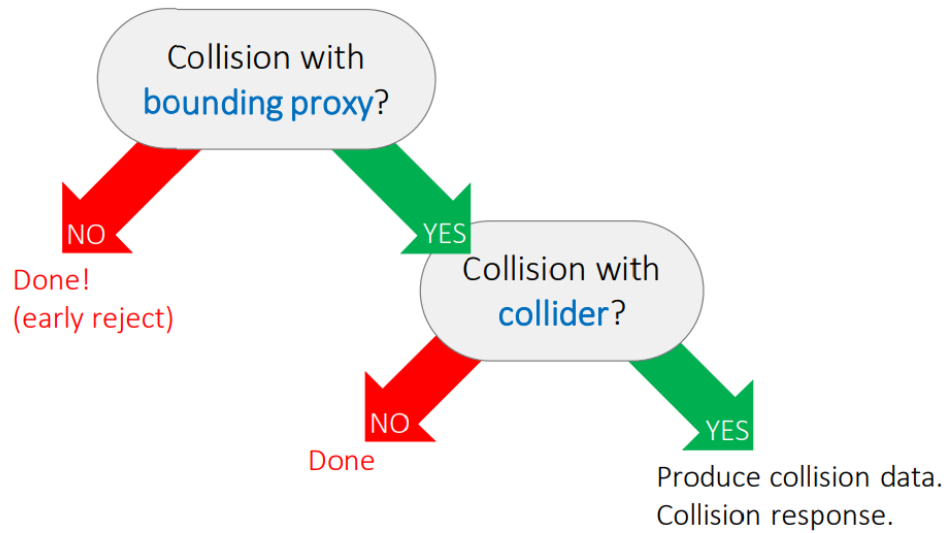 Collision with
bounding proxy?
NO
YES
Done!
(early reject)
Collision with
collider?
NO
YES
Done
Produce collision data.
Collision response.